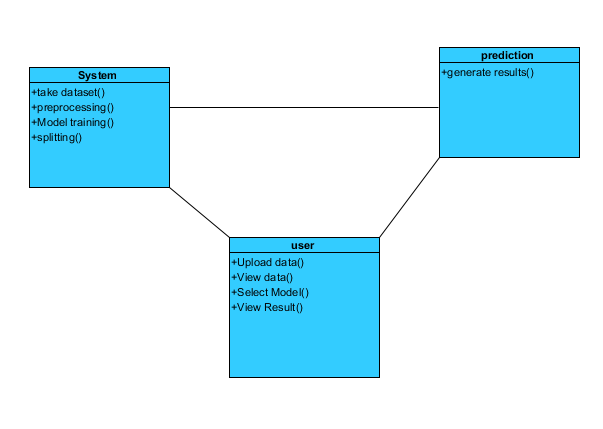 System
+take dataset()
+preprocessing()
+Model training()
+splitting()
prediction
+generate results()
user
+Upload data()
+View data()
+Select Model()
+View Result()